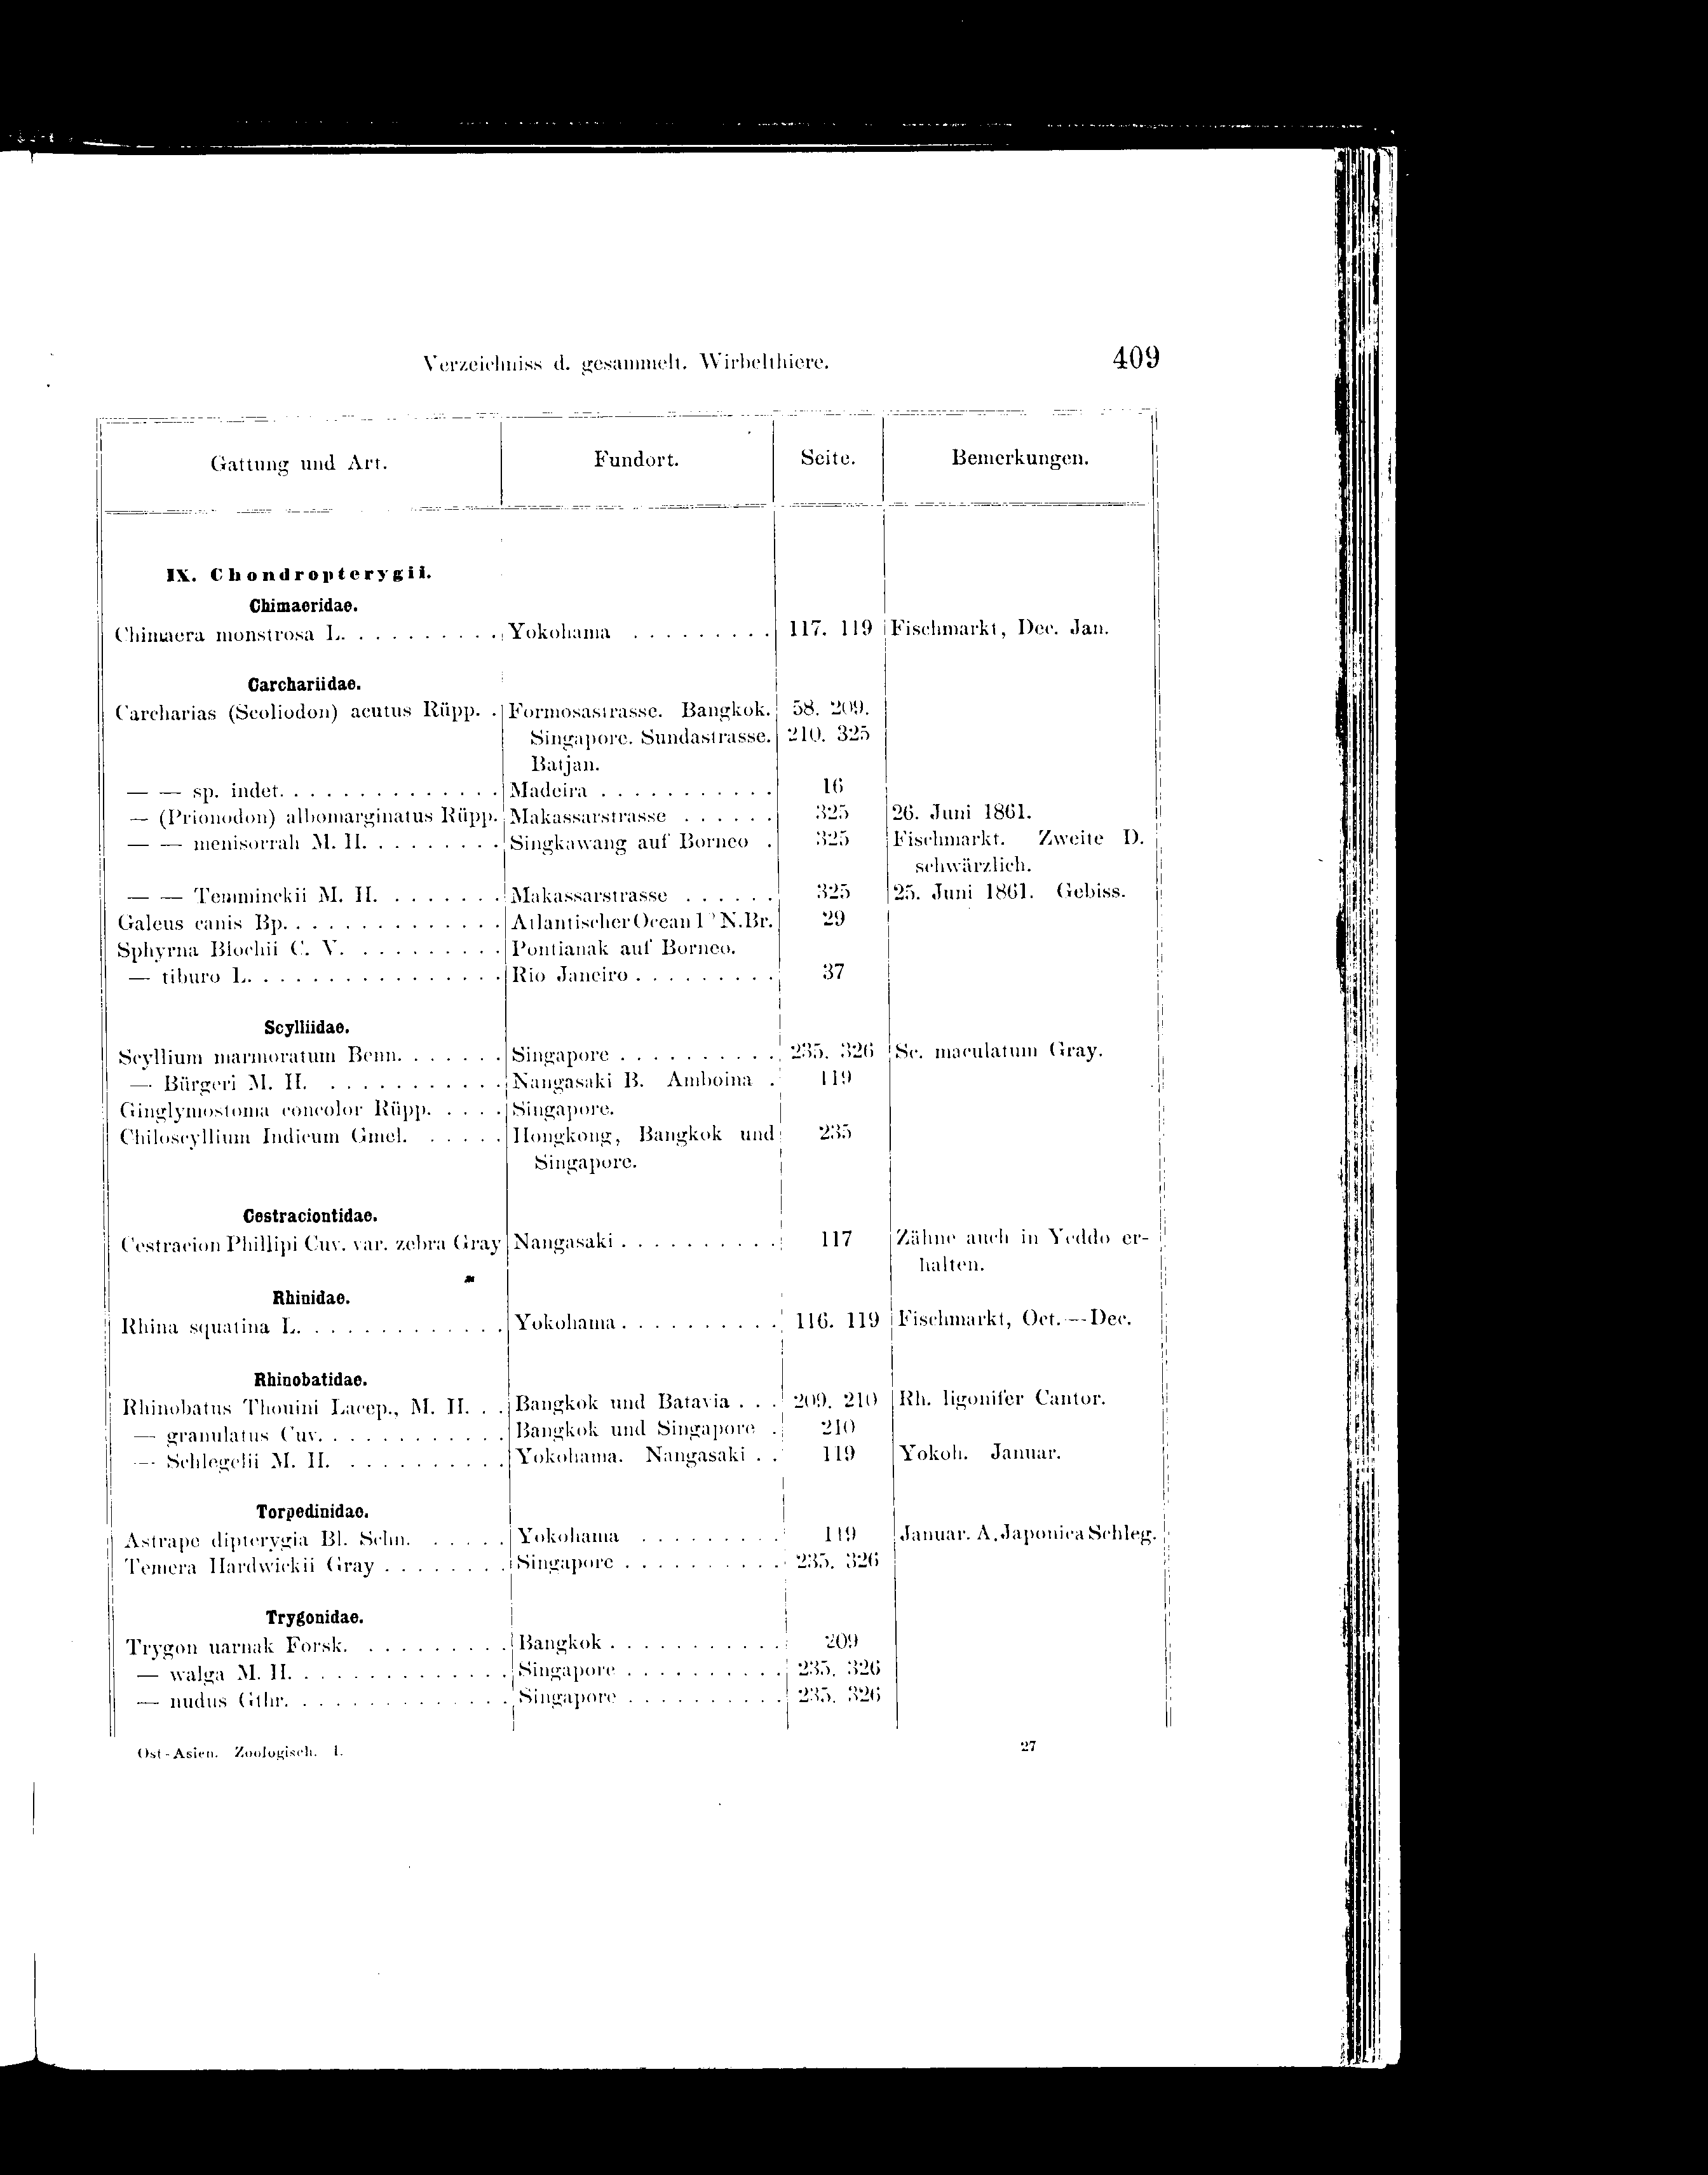 Verzeichniss d. gesammelt. Wirbelthiere. 409
Gattung und Art. Fundort. Seite. Bemerkungen.
IX. Chondropterygii.
Chimaeridae.
Chimaera monstrosa L. . . . . . . . . . . Yokohama . . . . . . . . . 117. 119 Fischmarkt, Dec. Jan.
Carchariidae.
Carcharias (Scoliodon) acutus Rüpp. . Formosastrasse. Bangkok. 58. 209.
Singapore. Sundastrasse. 210. 325
Batjan.
— — sp. indet. . . . . . . . . . . . . . . Madeira . . . . . . . . . . . 16
— (Prionodon) albomarginatus Rüpp. Makassarstrasse . . . . . . 325 26. Juni 1861.
— — menisorrah M. H. . . . . . . . . Singkawang auf Borneo . 325 Fischmarkt. Zweite D.
schwärzlich.
— — Temminckii M. H. . . . . . . . Makassarstrasse . . . . . . 325 25. Juni 1861. Gebiss.
Galeus canis Bp. . . . . . . . . . . . . . . Atlantischer Ocean 1° N.Br. 29
Sphyrna Blochii C. V. . . . . . . . . . . Pontianak auf Borneo.
— tiburo L. . . . . . . . . . . . . . . . . Rio Janeiro . . . . . . . . . 37
Scylliidae.
Scyllium marmoratum Benn. . . . . . . Singapore . . . . . . . . . . 235. 326 Sc. maculatum Gray.
— Bürgeri M. H. . . . . . . . . . . . Nangasaki B. Amboina . 119
Ginglymostoma concolor Rüpp. . . . . Singapore.
Chiloscyllium Indicum Gmel. . . . . . Hongkong, Bangkok und 235
Singapore.
Cestraciontidae.
Cestracion Phillipi Cuv. var. zebra Gray Nangasaki . . . . . . . . . . 117 Zähne auch in Yeddo er-
halten.
Rhinidae.
Rhina squatina L. . . . . . . . . . . . . . Yokohama . . . . . . . . . . 116. 119 Fischmarkt, Oct. — Dec.
Rhinobatidae.
Rhinobatus Thouini Lacep., M. H. . . Bangkok und Batavia . . . 209. 210 Rh. ligonifer Cantor.
— granulatus Cuv. . . . . . . . . . . . Bangkok und Singapore . 210
— Schlegelii M. H. . . . . . . . . . . Yokohama. Nangasaki . . 119 Yokoh. Januar.
Torpedinidae.
Astrape dipterygia Bl. Schn. . . . . . Yokohama . . . . . . . . . 119 Januar. A. Japonica Schleg.
Temera Hardwickii Gray . . . . . . . . Singapore . . . . . . . . . . 235. 326
Trygonidae.
Trygon uarnak Forsk. . . . . . . . . . Bangkok . . . . . . . . . . . 209
— walga M. H. . . . . . . . . . . . . . Singapore . . . . . . . . . . 235. 326
— nudus Gthr. . . . . . . . . . . . . . . Singapore . . . . . . . . . . 235. 326
Ost-Asien. Zoologisch. I. 27